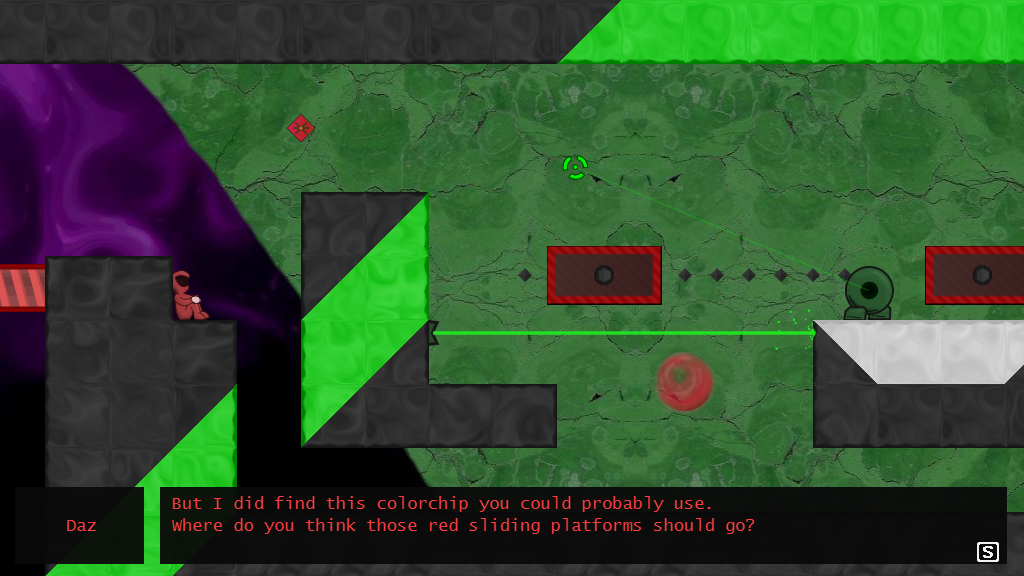 Daz
But I did find this colorchip you could probably use.
Where do you think those red sliding platforms should go?
S